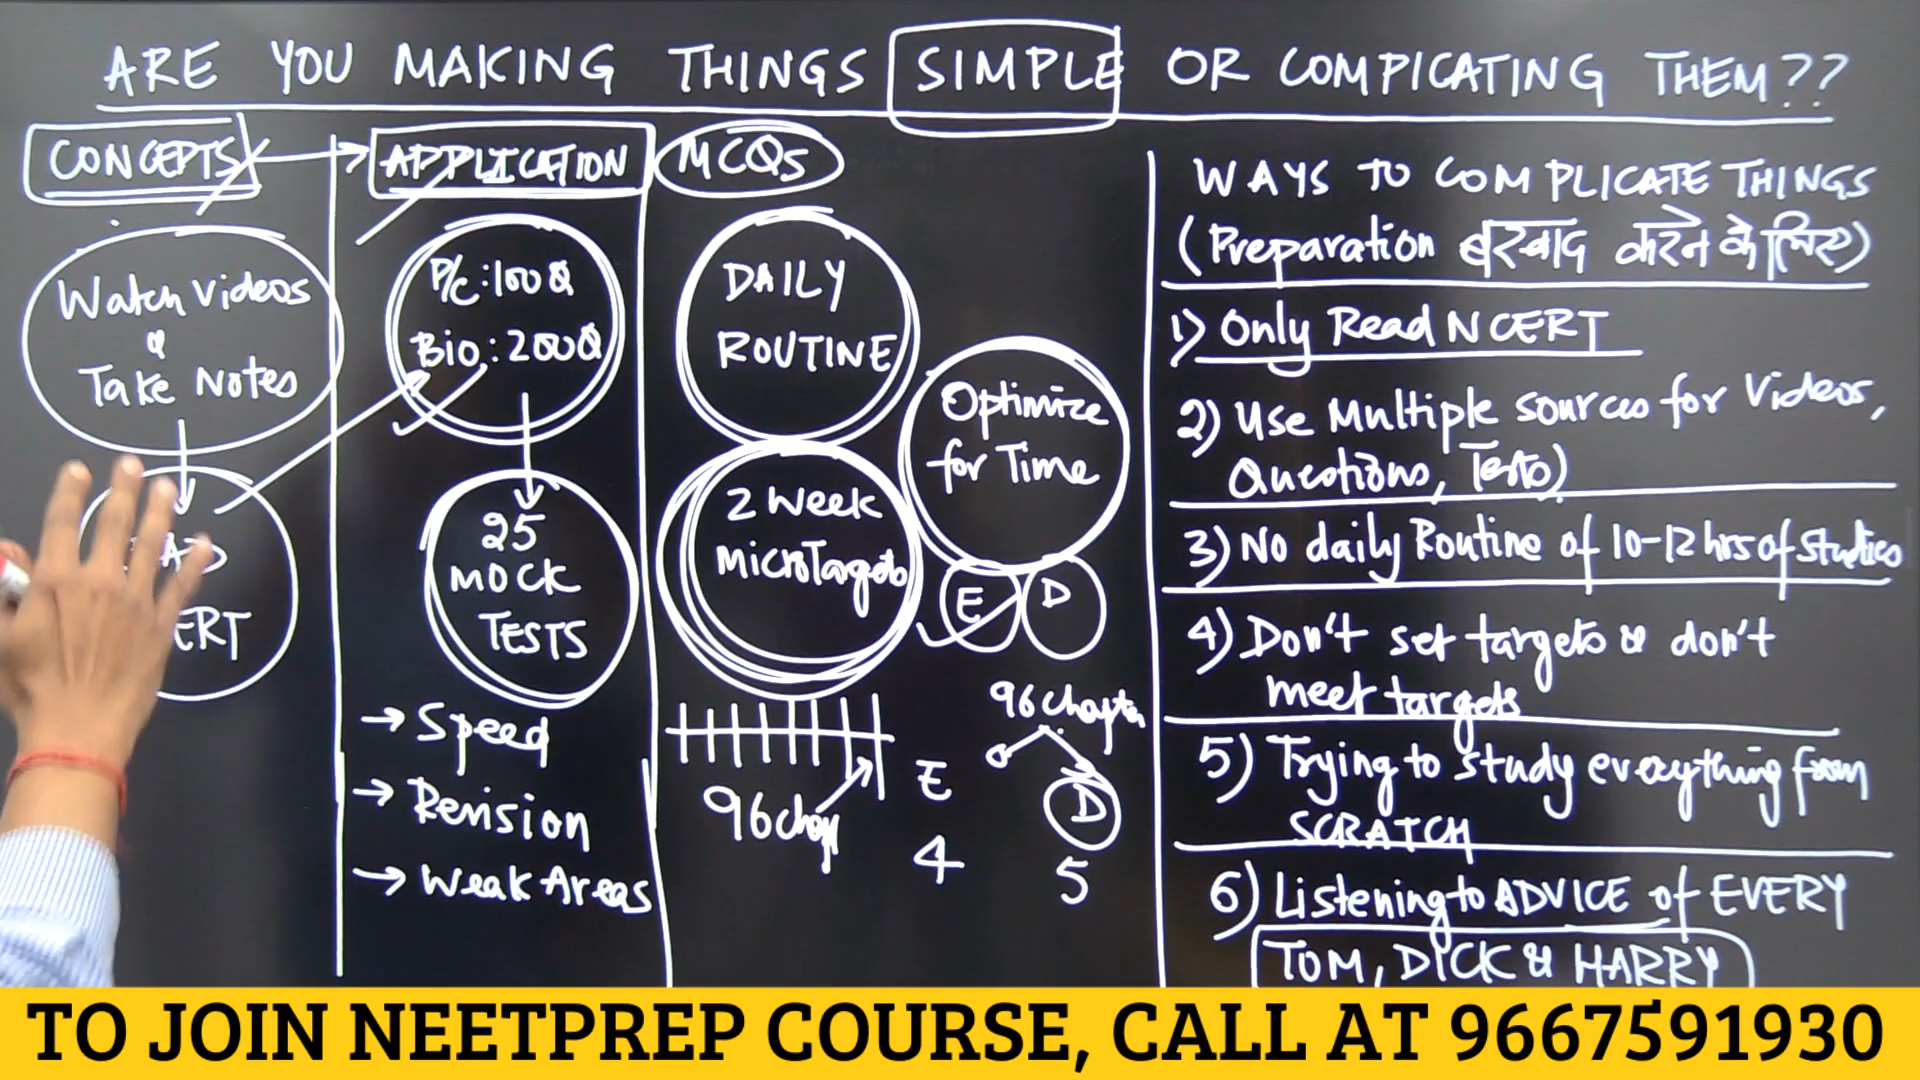 ARE YOU MAKING THINGS SIMPLE OR COMPICATING THEM??
CONCEPTS
Watch videos
&
Take Notes
ERT
APPLICATION
P/C: 100Q
Bio: 200Q
25
MOCK
TESTS
→ Speed
→ Revision
→ Weak Areas
MCQs
DAILY
ROUTINE
2 Week
MicroTargets
Optimize
for Time
E
D
96 chap
E
4
96 Chapter
D
5
WAYS TO COMPLICATE THINGS
(Preparation बरबाद करने के लिए)
1) Only Read NCERT
2) Use Multiple sources for Videos,
Questions, Tests)
3) No daily Routine of 10-12 hrs of studies
4) Don't set targets & don't
meet targets
5) Trying to study everything from
SCRATCH
6) Listening to ADVICE of EVERY
TOM, DICK & HARRY
TO JOIN NEETPREP COURSE, CALL AT 9667591930